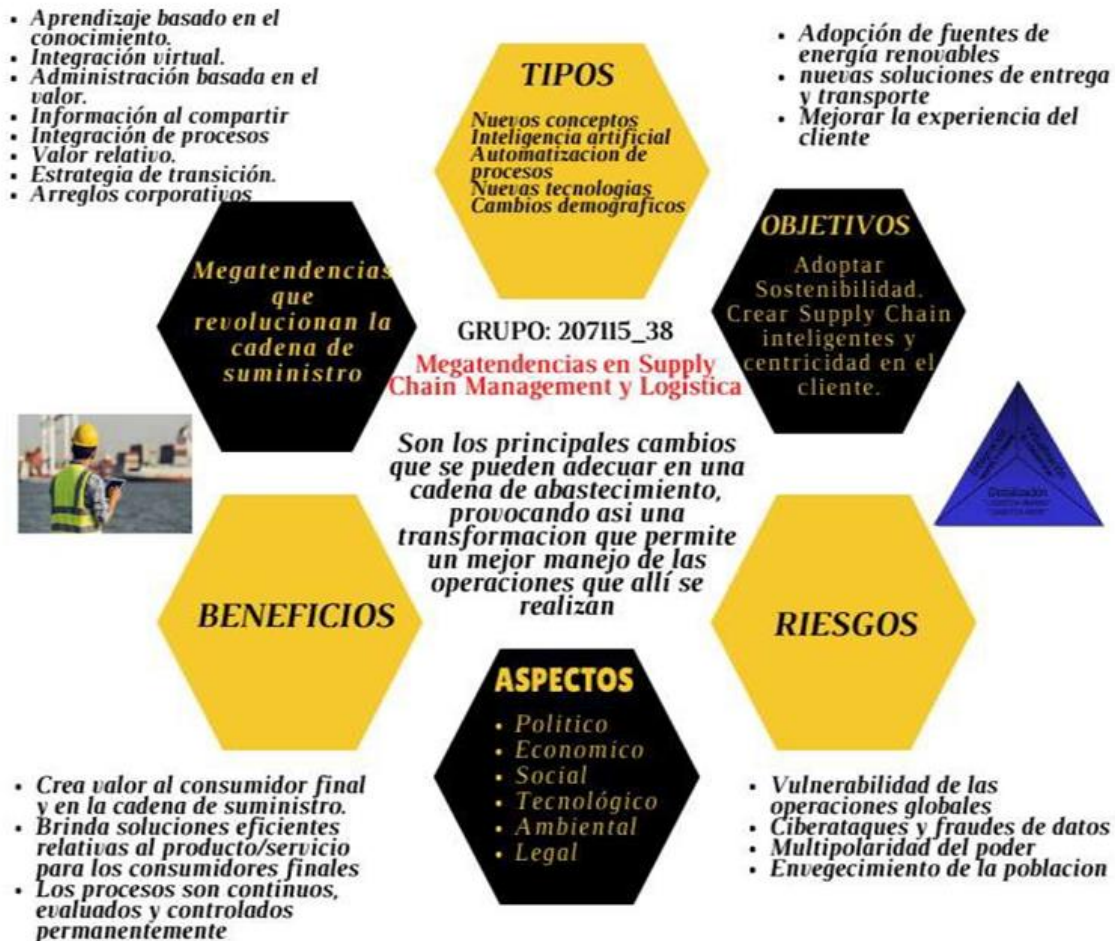 • Aprendizaje basado en el
conocimiento.
• Integración virtual.
• Administración basada en el
valor.
• Información al compartir
• Integración de procesos
• Valor relativo.
• Estrategia de transición.
• Arreglos corporativos
TIPOS
Nuevos conceptos
Inteligencia artificial
Automatizacion de
procesos
Nuevas tecnologias
Cambios demograficos
• Adopción de fuentes de
energía renovables
• nuevas soluciones de entrega
y transporte
• Mejorar la experiencia del
cliente
Megatendencias
que
revolucionan la
cadena de
suministro
OBJETIVOS
Adoptar
Sostenibilidad.
Crear Supply Chain
inteligentes y
centricidad en el
cliente.
GRUPO: 207115_38
Megatendencias en Supply
Chain Management y Logistica
Son los principales cambios
que se pueden adecuar en una
cadena de abastecimiento,
provocando asi una
transformacion que permite
un mejor manejo de las
operaciones que allí se
realizan
Globalización
BENEFICIOS
RIESGOS
ASPECTOS
• Politico
• Economico
• Social
• Tecnológico
• Ambiental
• Legal
• Crea valor al consumidor final
y en la cadena de suministro.
• Brinda soluciones eficientes
relativas al producto/servicio
para los consumidores finales
• Los procesos son continuos,
evaluados y controlados
permanentemente
• Vulnerabilidad de las
operaciones globales
• Ciberataques y fraudes de datos
• Multipolaridad del poder
• Envegecimiento de la poblacion